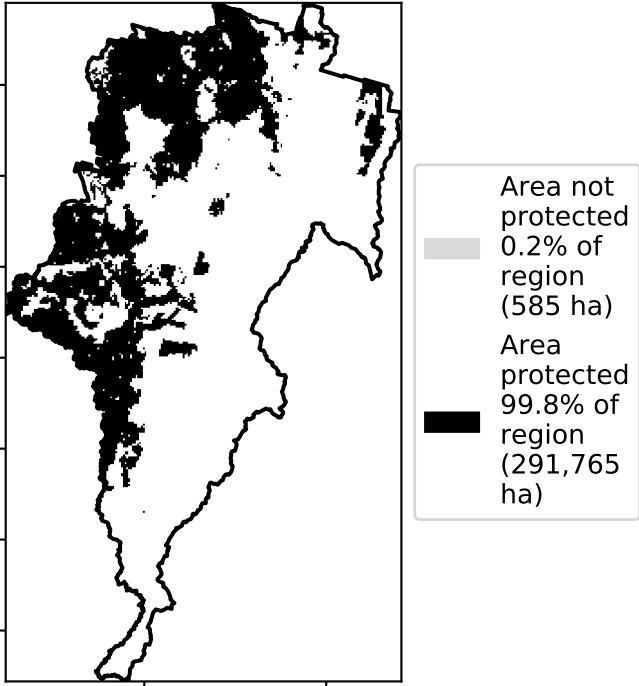 Area not
protected
0.2% of
region
(585 ha)
Area
protected
99.8% of
region
(291,765
ha)